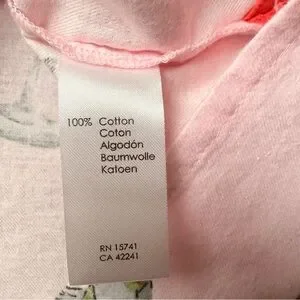 100% Cotton
Coton
Algodón
Baumwolle
Katoen
RN 15741
CA 42241